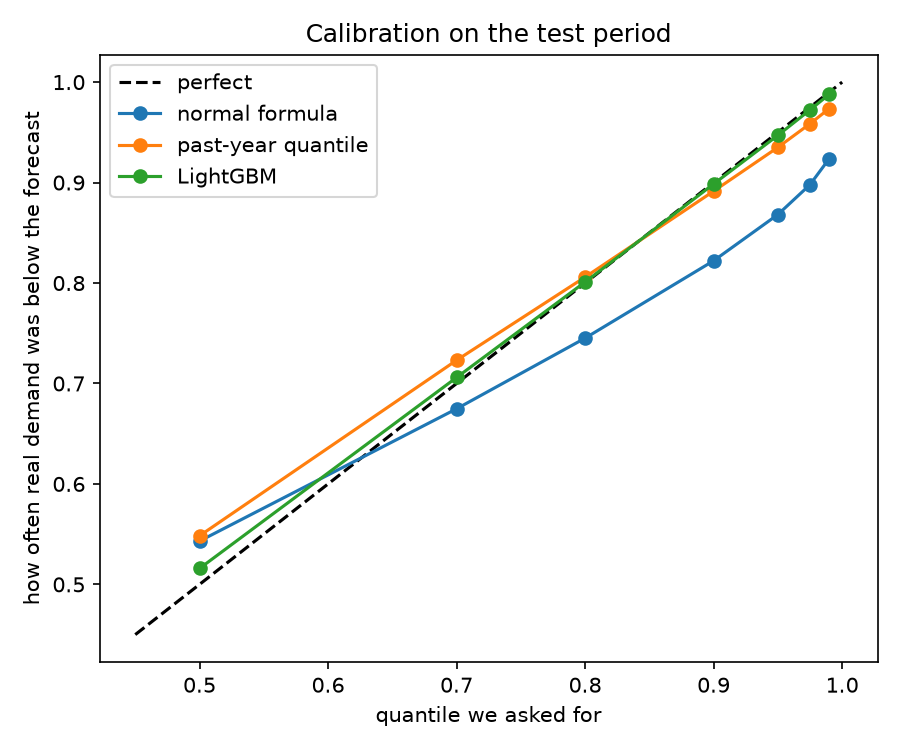 Calibration on the test period
perfect
normal formula
past-year quantile
LightGBM
how often real demand was below the forecast
1.0
0.9
0.8
0.7
0.6
0.5
0.5 0.6 0.7 0.8 0.9 1.0
quantile we asked for